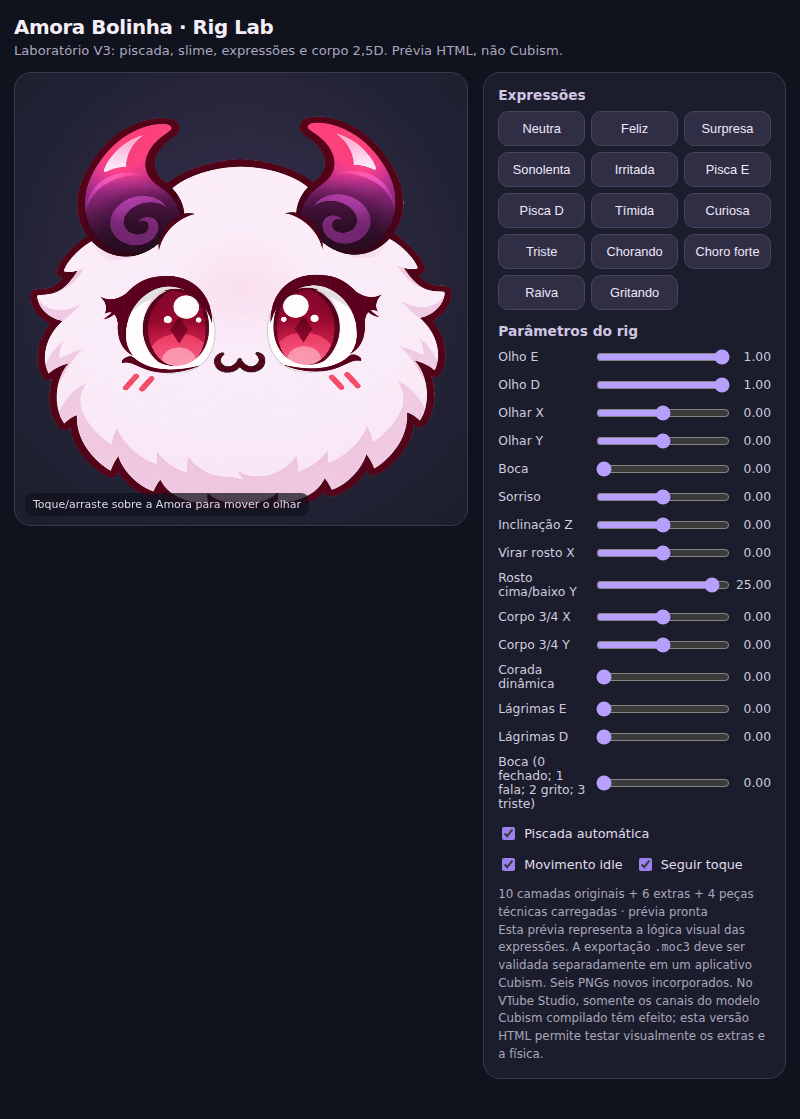 Amora Bolinha · Rig Lab
Laboratório V3: piscada, slime, expressões e corpo 2,5D. Prévia HTML, não Cubism.
Toque/arraste sobre a Amora para mover o olhar
Expressões
Neutra
Feliz
Surpresa
Sonolenta
Irritada
Pisca E
Pisca D
Tímida
Curiosa
Triste
Chorando
Choro forte
Raiva
Gritando
Parâmetros do rig
Olho E 1.00
Olho D 1.00
Olhar X 0.00
Olhar Y 0.00
Boca 0.00
Sorriso 0.00
Inclinação Z 0.00
Virar rosto X 0.00
Rosto
cima/baixo Y 25.00
Corpo 3/4 X 0.00
Corpo 3/4 Y 0.00
Corada
dinâmica 0.00
Lágrimas E 0.00
Lágrimas D 0.00
Boca (0
fechado; 1
fala; 2 grito; 3
triste) 0.00
Piscada automática
Movimento idle
Seguir toque
10 camadas originais + 6 extras + 4 peças
técnicas carregadas · prévia pronta
Esta prévia representa a lógica visual das
expressões. A exportação .moc3 deve ser
validada separadamente em um aplicativo
Cubism. Seis PNGs novos incorporados. No
VTube Studio, somente os canais do modelo
Cubism compilado têm efeito; esta versão
HTML permite testar visualmente os extras e
a física.